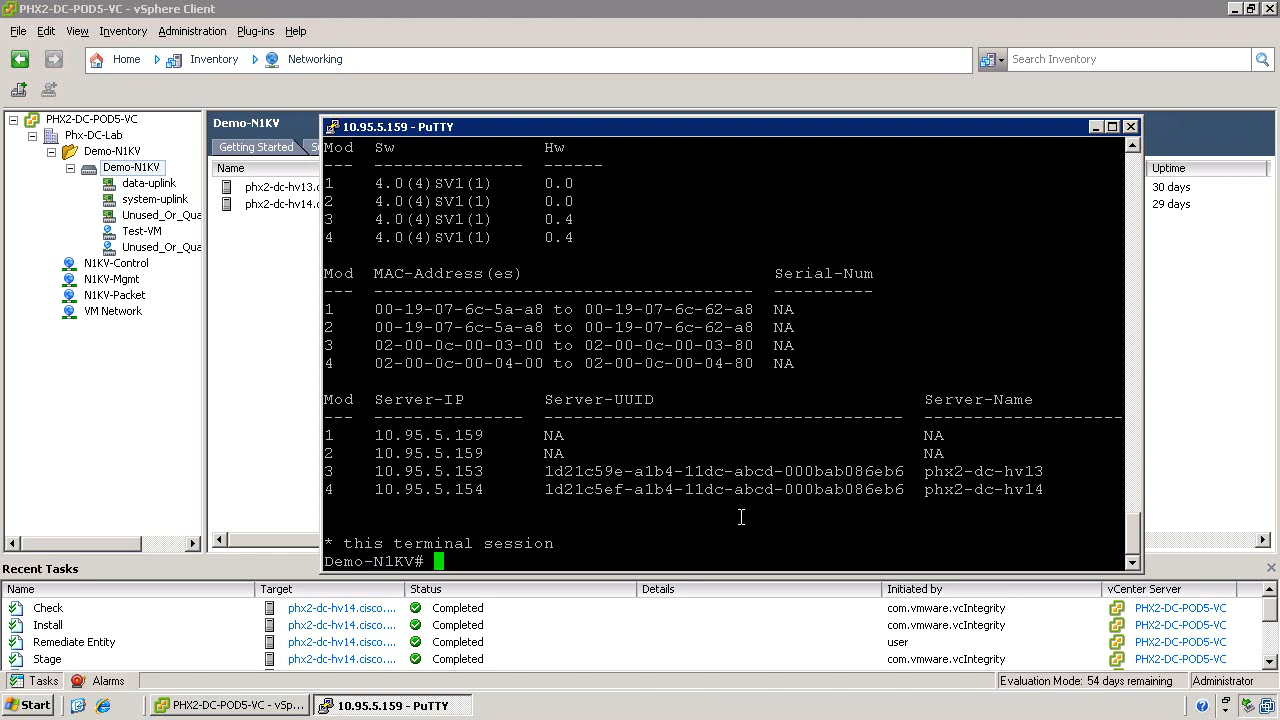 PHX2-DC-POD5-VC - vSphere Client
File Edit View Inventory Administration Plug-ins Help
Home Inventory Networking Search Inventory
PHX2-DC-POD5-VC
Phx-DC-Lab
Demo-N1KV
Demo-N1KV
data-uplink
system-uplink
Unused_Or_Qua
Test-VM
Unused_Or_Qua
N1KV-Control
N1KV-Mgmt
N1KV-Packet
VM Network
Demo-N1KV
Getting Started S
Name
phx2-dc-hv13.c
phx2-dc-hv14.c
Uptime
30 days
29 days
10.95.5.159 - PuTTY
Mod Sw Hw
--- --------------- ------
1 4.0(4)SV1(1) 0.0
2 4.0(4)SV1(1) 0.0
3 4.0(4)SV1(1) 0.4
4 4.0(4)SV1(1) 0.4
Mod MAC-Address(es) Serial-Num
--- -------------------------------------- ----------
1 00-19-07-6c-5a-a8 to 00-19-07-6c-62-a8 NA
2 00-19-07-6c-5a-a8 to 00-19-07-6c-62-a8 NA
3 02-00-0c-00-03-00 to 02-00-0c-00-03-80 NA
4 02-00-0c-00-04-00 to 02-00-0c-00-04-80 NA
Mod Server-IP Server-UUID Server-Name
--- --------------- ------------------------------------ --------------------
1 10.95.5.159 NA NA
2 10.95.5.159 NA NA
3 10.95.5.153 1d21c59e-a1b4-11dc-abcd-000bab086eb6 phx2-dc-hv13
4 10.95.5.154 1d21c5ef-a1b4-11dc-abcd-000bab086eb6 phx2-dc-hv14
* this terminal session
Demo-N1KV#
Recent Tasks
Name Target Status Details Initiated by vCenter Server
Check phx2-dc-hv14.cisco.... Completed com.vmware.vcIntegrity PHX2-DC-POD5-VC
Install phx2-dc-hv14.cisco.... Completed com.vmware.vcIntegrity PHX2-DC-POD5-VC
Remediate Entity phx2-dc-hv14.cisco.... Completed user PHX2-DC-POD5-VC
Stage phx2-dc-hv14.cisco.... Completed com.vmware.vcIntegrity PHX2-DC-POD5-VC
Tasks Alarms Evaluation Mode: 54 days remaining Administrator
Start PHX2-DC-POD5-VC - vSp... 10.95.5.159 - PuTTY